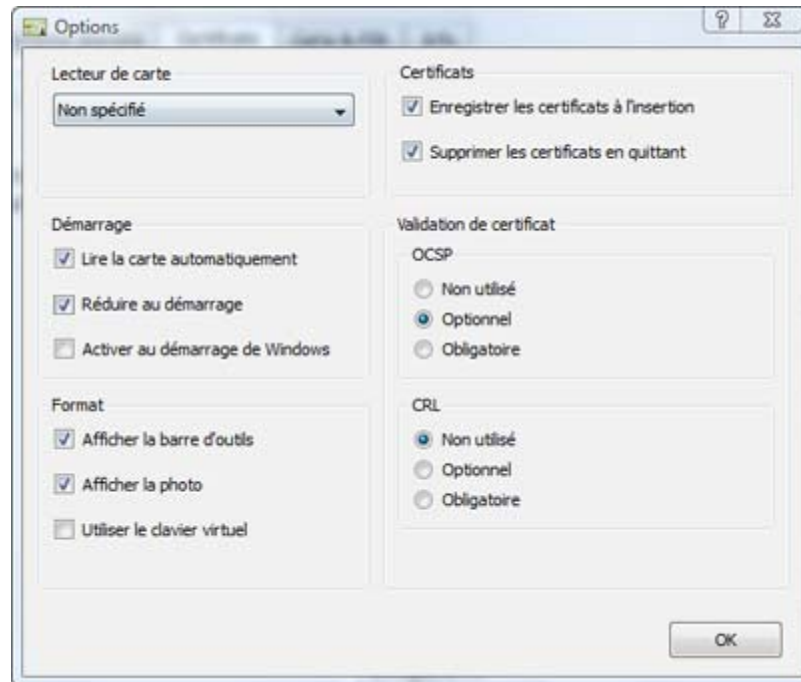 Options
Lecteur de carte
Non spécifié
Certificats
Enregistrer les certificats à l'insertion
Supprimer les certificats en quittant
Démarrage
Lire la carte automatiquement
Réduire au démarrage
Activer au démarrage de Windows
Validation de certificat
OCSP
Non utilisé
Optionnel
Obligatoire
Format
Afficher la barre d'outils
Afficher la photo
Utiliser le clavier virtuel
CRL
Non utilisé
Optionnel
Obligatoire
OK